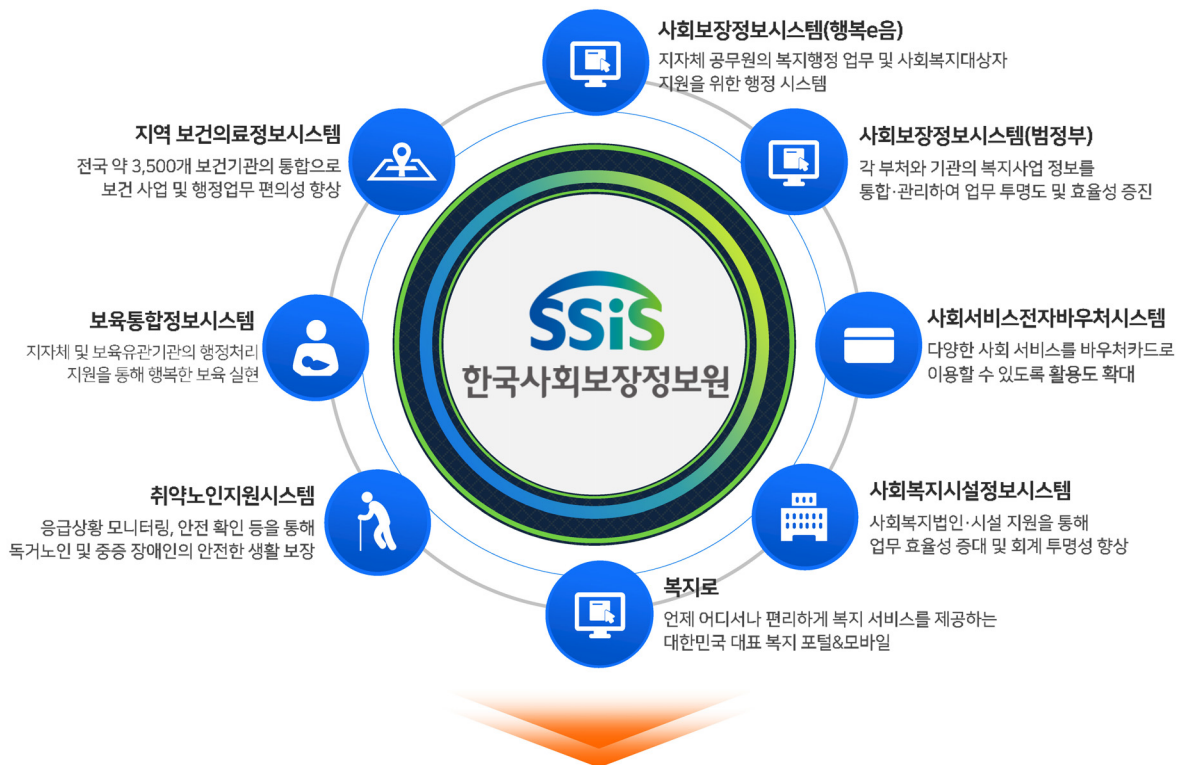 사회보장정보시스템(행복e음)
지자체 공무원의 복지행정 업무 및 사회복지대상자
지원을 위한 행정 시스템
사회보장정보시스템(범정부)
각 부처와 기관의 복지사업 정보를
통합·관리하여 업무 투명도 및 효율성 증진
사회서비스전자바우처시스템
다양한 사회 서비스를 바우처카드로
이용할 수 있도록 활용도 확대
사회복지시설정보시스템
사회복지법인·시설 지원을 통해
업무 효율성 증대 및 회계 투명성 향상
복지로
언제 어디서나 편리하게 복지 서비스를 제공하는
대한민국 대표 복지 포털&모바일
취약노인지원시스템
응급상황 모니터링, 안전 확인 등을 통해
독거노인 및 중증 장애인의 안전한 생활 보장
보육통합정보시스템
지자체 및 보육유관기관의 행정처리
지원을 통해 행복한 보육 실현
지역 보건의료정보시스템
전국 약 3,500개 보건기관의 통합으로
보건 사업 및 행정업무 편의성 향상
SSiS
한국사회보장정보원